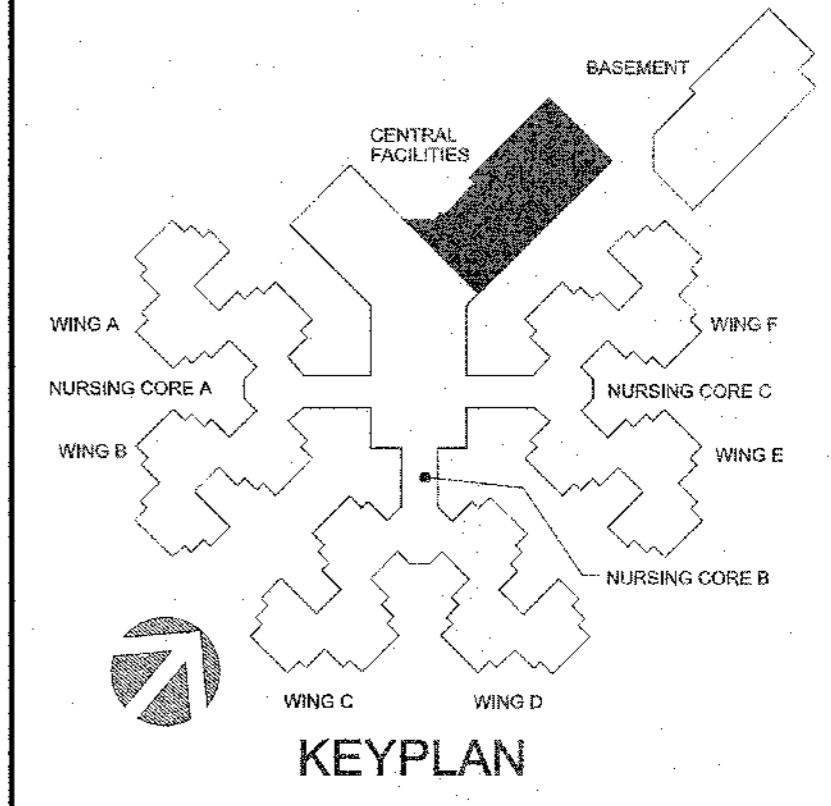 BASEMENT
CENTRAL
FACILITIES
WING A
WING F
NURSING CORE A
NURSING CORE C
WING B
WING E
NURSING CORE B
WING C
WING D
KEYPLAN